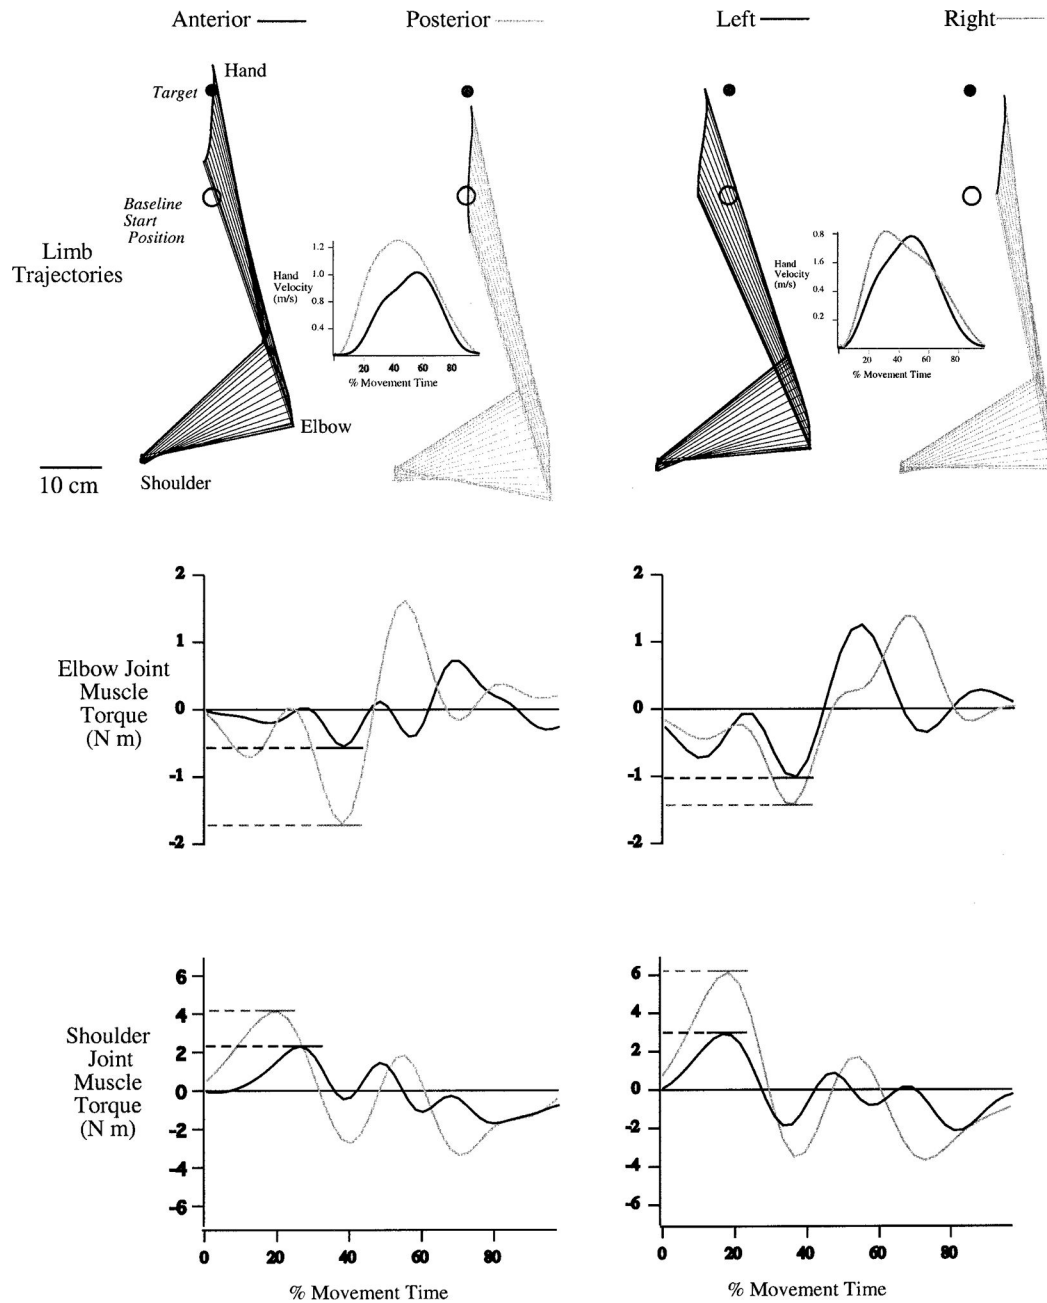 Anterior
Posterior
Left
Right
Hand
Target
Baseline
Start
Position
Limb
Trajectories
1.2
1.0
0.8
0.4
Hand
Velocity
(m/s)
20
40
60
80
% Movement Time
0.8
1.6
0.4
0.2
Hand
Velocity
(m/s)
20
40
60
80
% Movement Time
Elbow
10 cm
Shoulder
2
1
0
-1
-2
Elbow Joint
Muscle
Torque
(N m)
2
1
0
-1
-2
6
4
2
0
-2
-4
-6
Shoulder
Joint
Muscle
Torque
(N m)
6
4
2
0
-2
-4
-6
0
20
40
60
80
% Movement Time
0
20
40
60
80
% Movement Time